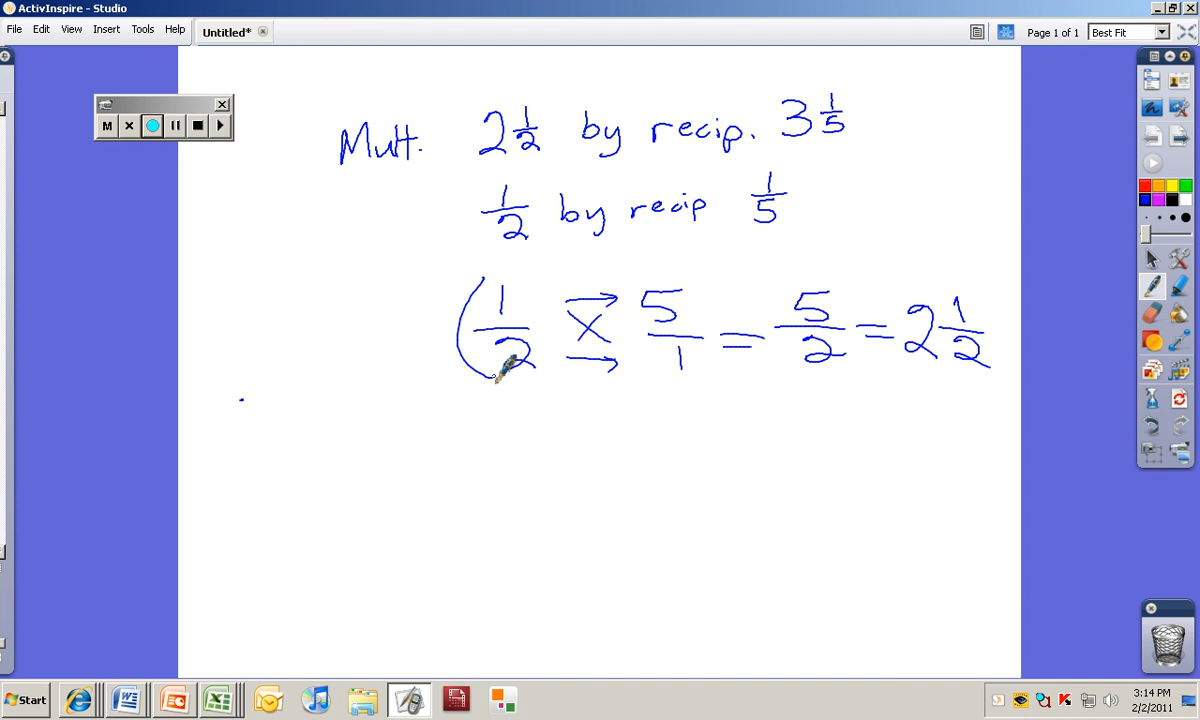 ActivInspire - Studio
File Edit View Insert Tools Help
Untitled*
Page 1 of 1
Best Fit
M
Mult. 2 1/2 by recip. 3 1/5
1/2 by recip 1/5
( 1/2 X 5/1 = 5/2 = 2 1/2
Start
3:14 PM
2/2/2011